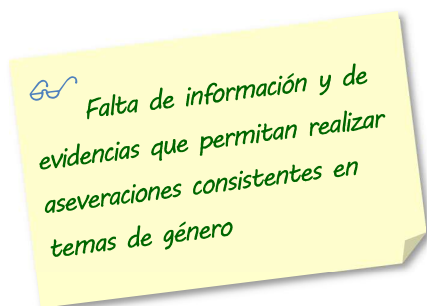 Falta de información y de
evidencias que permitan realizar
aseveraciones consistentes en
temas de género